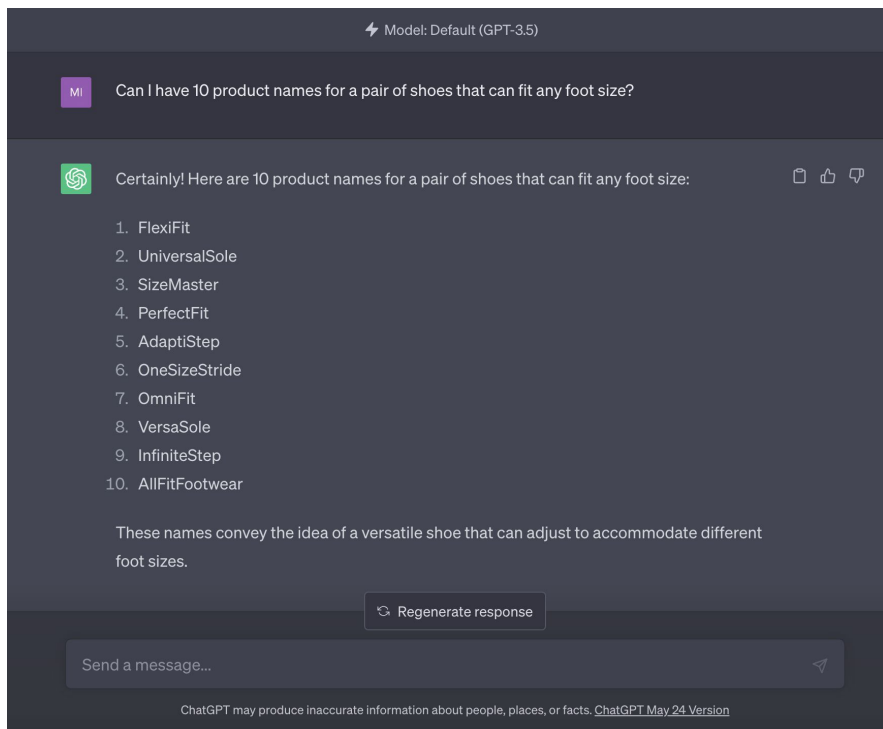 Model: Default (GPT-3.5)
MI
Can I have 10 product names for a pair of shoes that can fit any foot size?
Certainly! Here are 10 product names for a pair of shoes that can fit any foot size:
1. FlexiFit
2. UniversalSole
3. SizeMaster
4. PerfectFit
5. AdaptiStep
6. OneSizeStride
7. OmniFit
8. VersaSole
9. InfiniteStep
10. AllFitFootwear
These names convey the idea of a versatile shoe that can adjust to accommodate different
foot sizes.
Regenerate response
Send a message...
ChatGPT may produce inaccurate information about people, places, or facts. ChatGPT May 24 Version